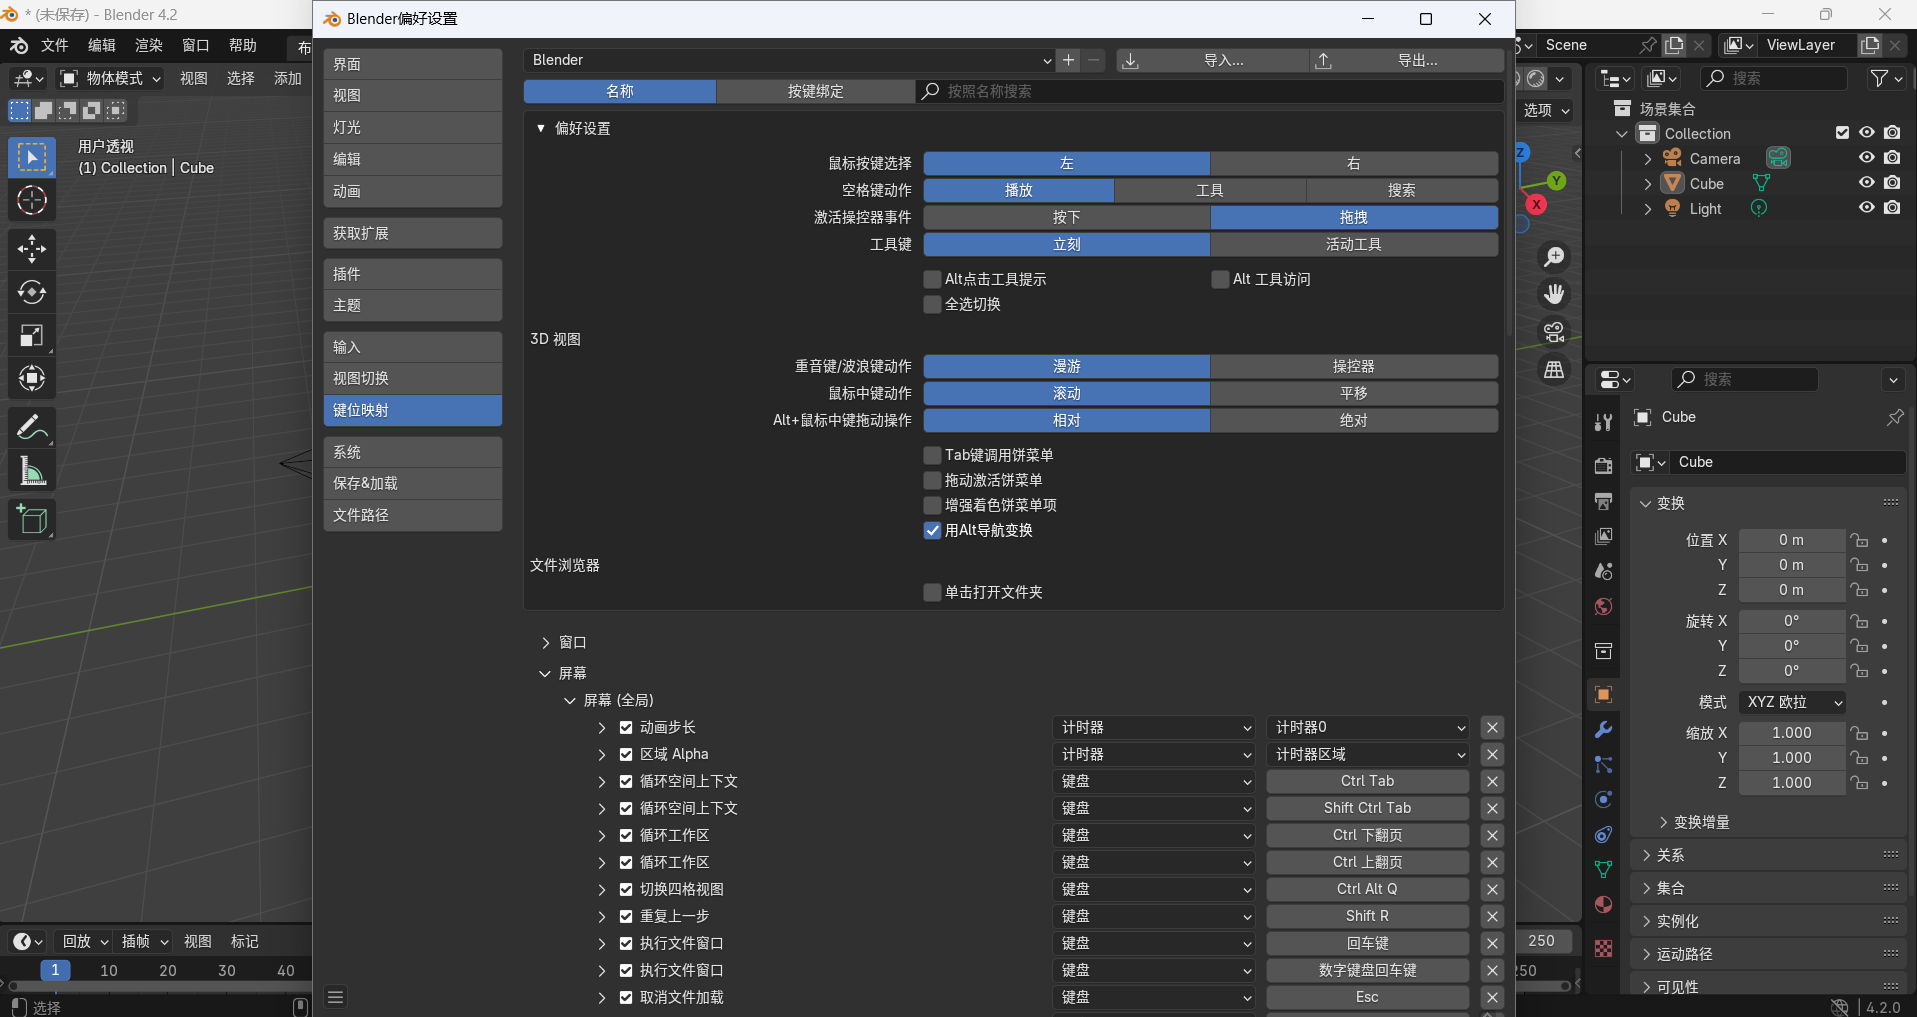 * (未保存) - Blender 4.2
Blender偏好设置
文件 编辑 渲染 窗口 帮助 布
Scene
ViewLayer
物体模式 视图 选择 添加
选项
用户透视
(1) Collection | Cube
Z
Y
X
界面
视图
灯光
编辑
动画
获取扩展
插件
主题
输入
视图切换
键位映射
系统
保存&加载
文件路径
Blender 导入... 导出...
名称 按键绑定 按照名称搜索
偏好设置
鼠标按键选择 左 右
空格键动作 播放 工具 搜索
激活操控器事件 按下 拖拽
工具键 立刻 活动工具
Alt点击工具提示 Alt 工具访问
全选切换
3D 视图
重音键/波浪键动作 漫游 操控器
鼠标中键动作 滚动 平移
Alt+鼠标中键拖动操作 相对 绝对
Tab键调用饼菜单
拖动激活饼菜单
增强着色饼菜单项
用Alt导航变换
文件浏览器
单击打开文件夹
窗口
屏幕
屏幕 (全局)
动画步长 计时器 计时器0
区域 Alpha 计时器 计时器区域
循环空间上下文 键盘 Ctrl Tab
循环空间上下文 键盘 Shift Ctrl Tab
循环工作区 键盘 Ctrl 下翻页
循环工作区 键盘 Ctrl 上翻页
切换四格视图 键盘 Ctrl Alt Q
重复上一步 键盘 Shift R
执行文件窗口 键盘 回车键
执行文件窗口 键盘 数字键盘回车键
取消文件加载 键盘 Esc
搜索
场景集合
Collection
Camera
Cube
Light
搜索
Cube
Cube
变换
位置 X 0 m
Y 0 m
Z 0 m
旋转 X 0°
Y 0°
Z 0°
模式 XYZ 欧拉
缩放 X 1.000
Y 1.000
Z 1.000
变换增量
关系
集合
实例化
运动路径
可见性
回放 插帧 视图 标记
250
1 10 20 30 40
250
选择
4.2.0